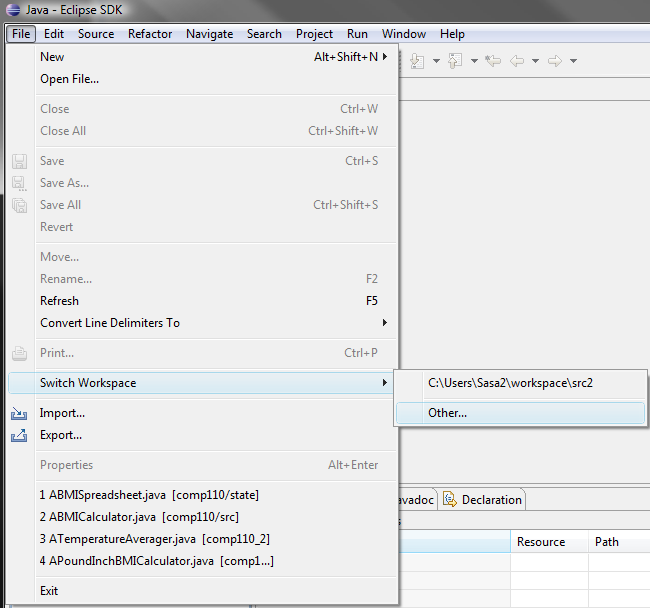 Java - Eclipse SDK
File Edit Source Refactor Navigate Search Project Run Window Help
New Alt+Shift+N
Open File...
Close Ctrl+W
Close All Ctrl+Shift+W
Save Ctrl+S
Save As...
Save All Ctrl+Shift+S
Revert
Move...
Rename... F2
Refresh F5
Convert Line Delimiters To
Print... Ctrl+P
Switch Workspace
C:\Users\Sasa2\workspace\src2
Other...
Import...
Export...
Properties Alt+Enter
1 ABMISpreadsheet.java [comp110/state]
2 ABMICalculator.java [comp110/src]
3 ATemperatureAverager.java [comp110_2]
4 APoundInchBMICalculator.java [comp1...]
Exit
avadoc Declaration
s
Resource Path